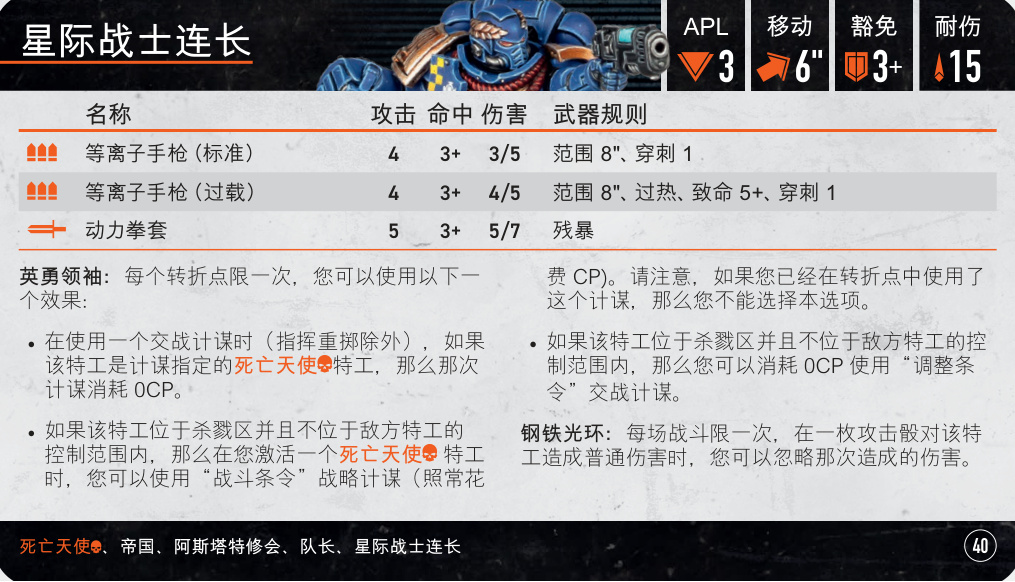 星际战士连长
APL 移动 豁免 耐伤
3 6" 3+ 15
名称 攻击 命中 伤害 武器规则
等离子手枪（标准） 4 3+ 3/5 范围 8"、穿刺 1
等离子手枪（过载） 4 3+ 4/5 范围 8"、过热、致命 5+、穿刺 1
动力拳套 5 3+ 5/7 残暴
英勇领袖：每个转折点限一次，您可以使用以下一
个效果:
• 在使用一个交战计谋时（指挥重掷除外），如果
该特工是计谋指定的死亡天使特工，那么那次
计谋消耗 0CP。
• 如果该特工位于杀戮区并且不位于敌方特工的
控制范围内，那么在您激活一个死亡天使 特工
时，您可以使用“战斗条令”战略计谋（照常花
费 CP)。请注意，如果您已经在转折点中使用了
这个计谋，那么您不能选择本选项。
• 如果该特工位于杀戮区并且不位于敌方特工的控
制范围内，那么您可以消耗 0CP 使用“调整条
令”交战计谋。
钢铁光环：每场战斗限一次，在一枚攻击骰对该特
工造成普通伤害时，您可以忽略那次造成的伤害。
死亡天使、帝国、阿斯塔特修会、队长、星际战士连长
40